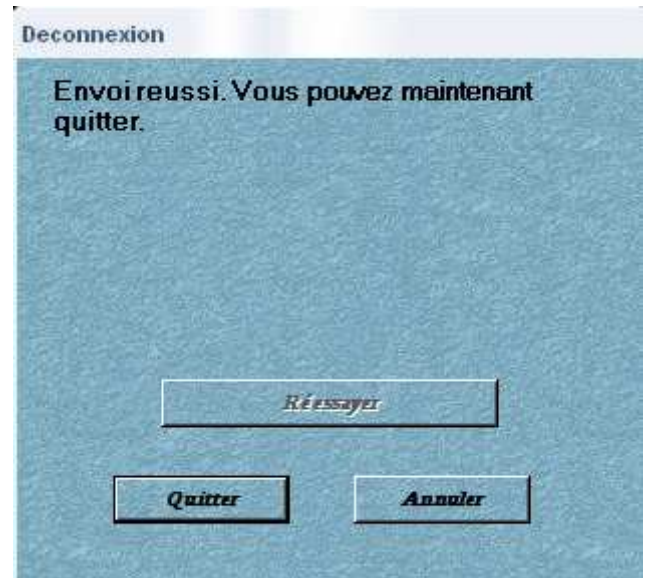 Deconnexion
Envoi reussi. Vous pouvez maintenant
quitter.
Réessayer
Quitter Annuler